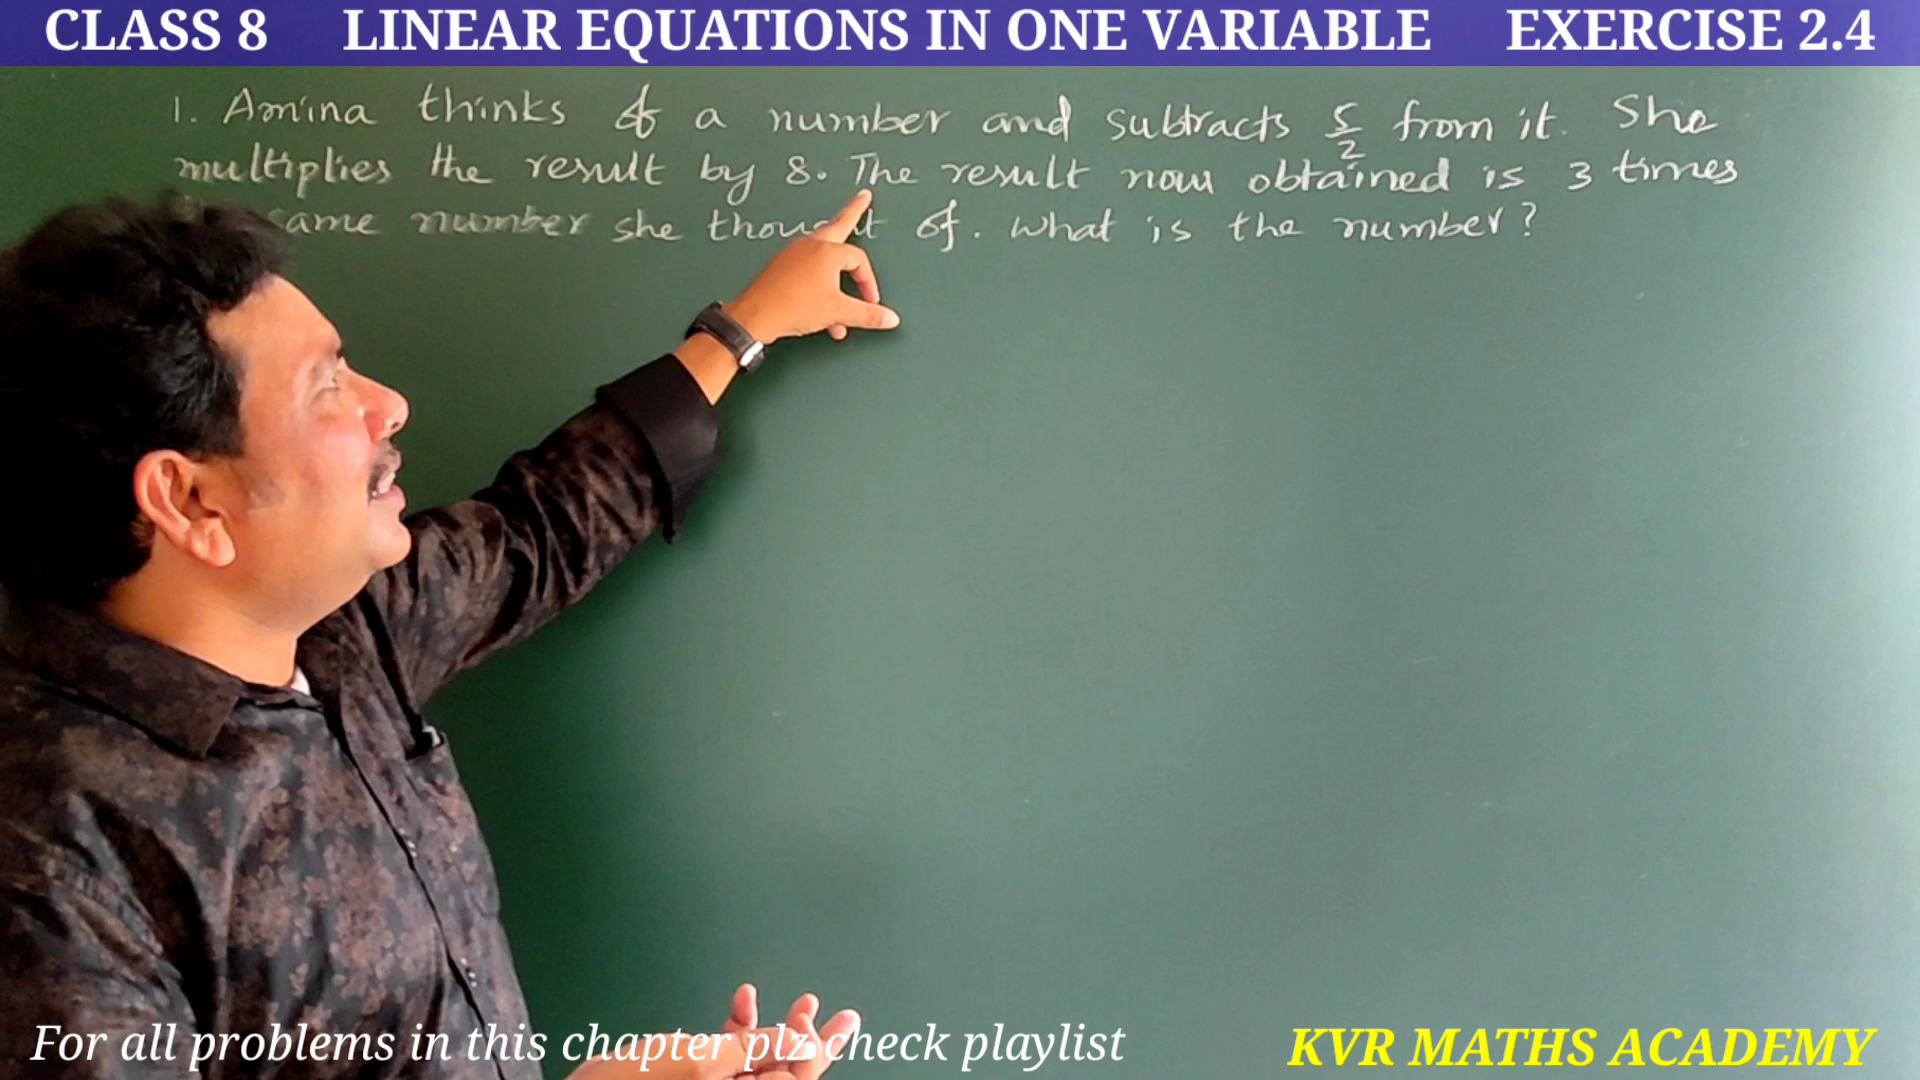 CLASS 8 LINEAR EQUATIONS IN ONE VARIABLE EXERCISE 2.4
1. Amina thinks of a number and subtracts 5/2 from it. She
multiplies the result by 8. The result now obtained is 3 times
same number she thought of. What is the number?
For all problems in this chapter plz check playlist
KVR MATHS ACADEMY